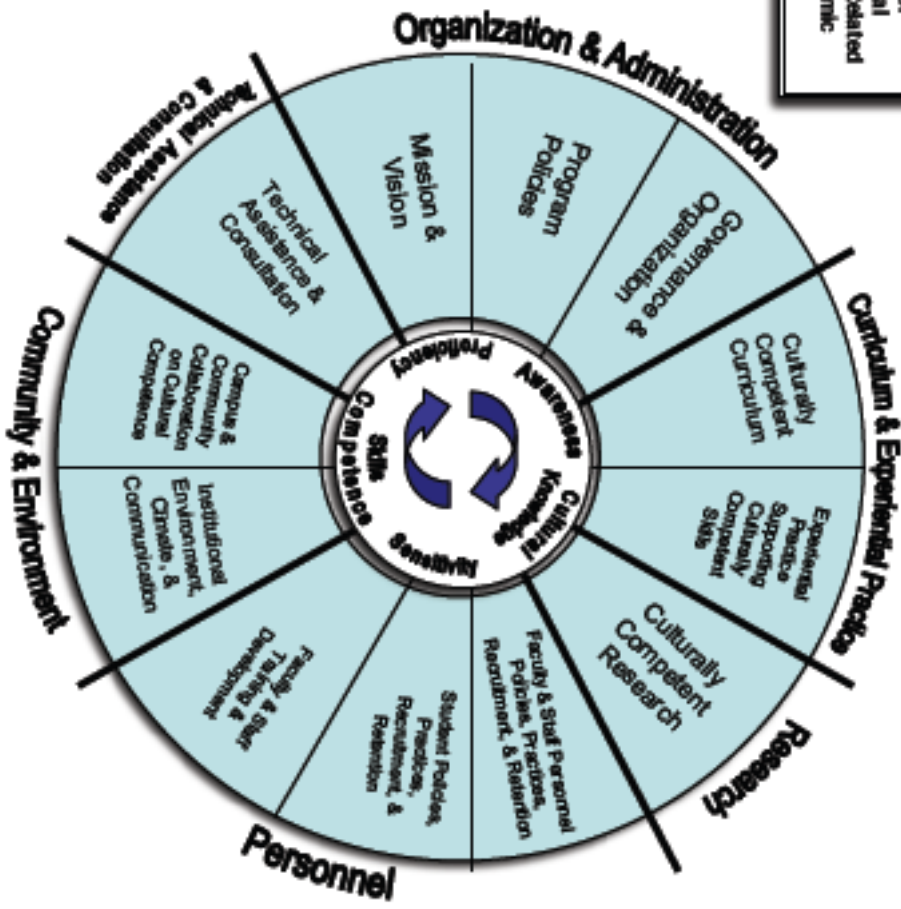 Organization & Administration
Mission &
Vision
Program
Policies
Governance &
Organization
Curriculum & Experiential Practice
Culturally
Competent
Curriculum
Experiential
Practice
Supporting
Culturally
Competent
Skills
Research
Culturally
Competent
Research
Personnel
Faculty & Staff Personnel
Policies, Practices,
Recruitment, & Retention
Student Policies,
Practices,
Recruitment, &
Retention
Faculty & Staff
Training &
Development
Community & Environment
Institutional
Environment,
Climate, &
Communication
Campus &
Community
Collaboration
on Cultural
Competence
Technical Assistance
& Consultation
Technical
Assistance &
Consultation
Awareness
Cultural
Knowledge
Sensitivity
Competence
Skills
Proficiency
al
elated
mic